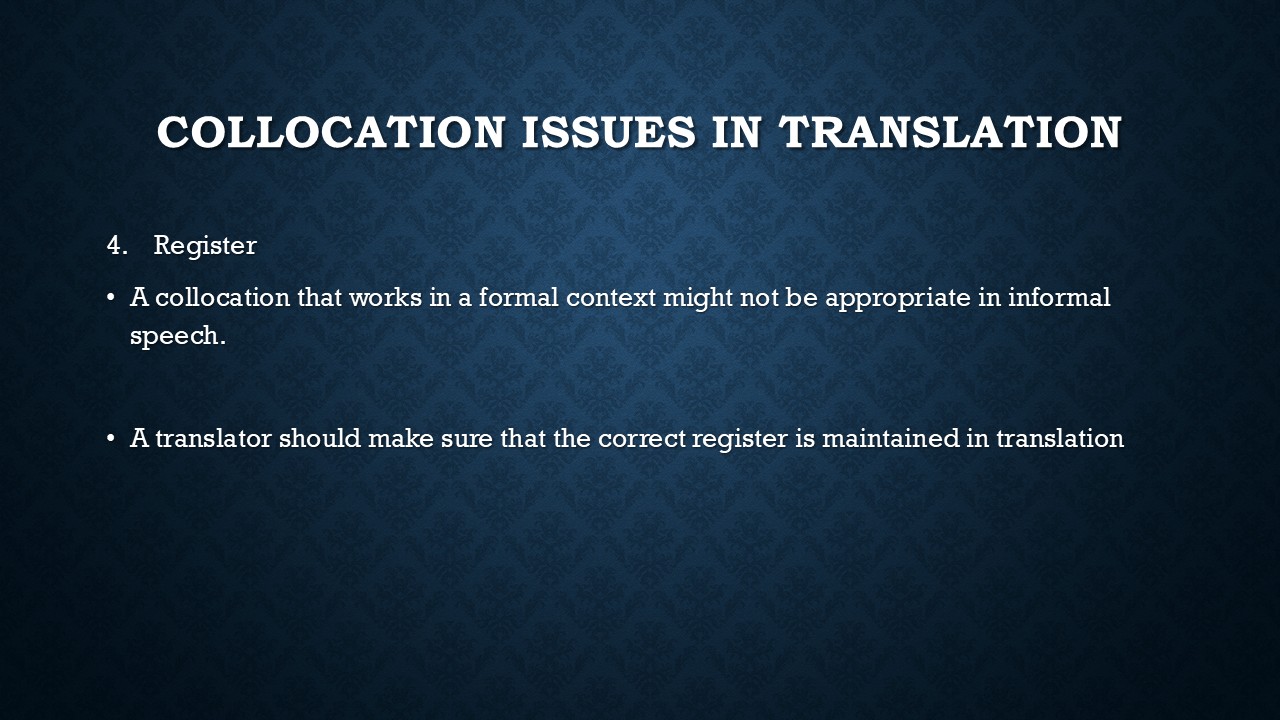 COLLOCATION ISSUES IN TRANSLATION
4. Register
• A collocation that works in a formal context might not be appropriate in informal
speech.
• A translator should make sure that the correct register is maintained in translation